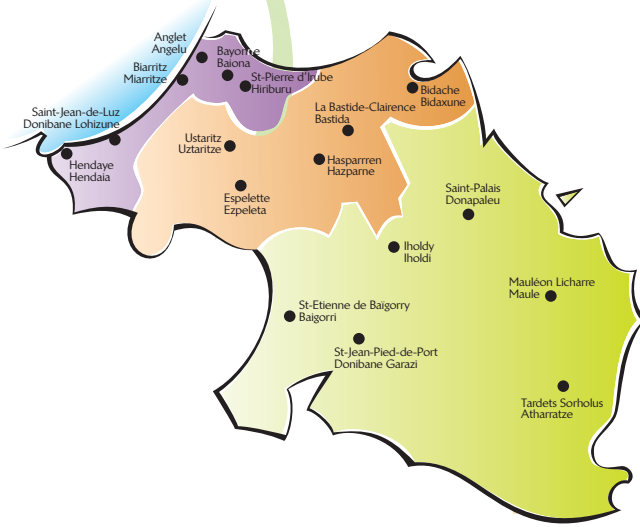 Anglet
Angelu
Bayonne
Baiona
Biarritz
Miarritze
St-Pierre d'Irube
Hiriburu
Bidache
Bidaxune
Saint-Jean-de-Luz
Donibane Lohizune
La Bastide-Clairence
Bastida
Ustaritz
Uztaritze
Hendaye
Hendaia
Hasparrren
Hazparne
Espelette
Ezpeleta
Saint-Palais
Donapaleu
Iholdy
Iholdi
Mauléon Licharre
Maule
St-Etienne de Baïgorry
Baigorri
St-Jean-Pied-de-Port
Donibane Garazi
Tardets Sorholus
Atharratze